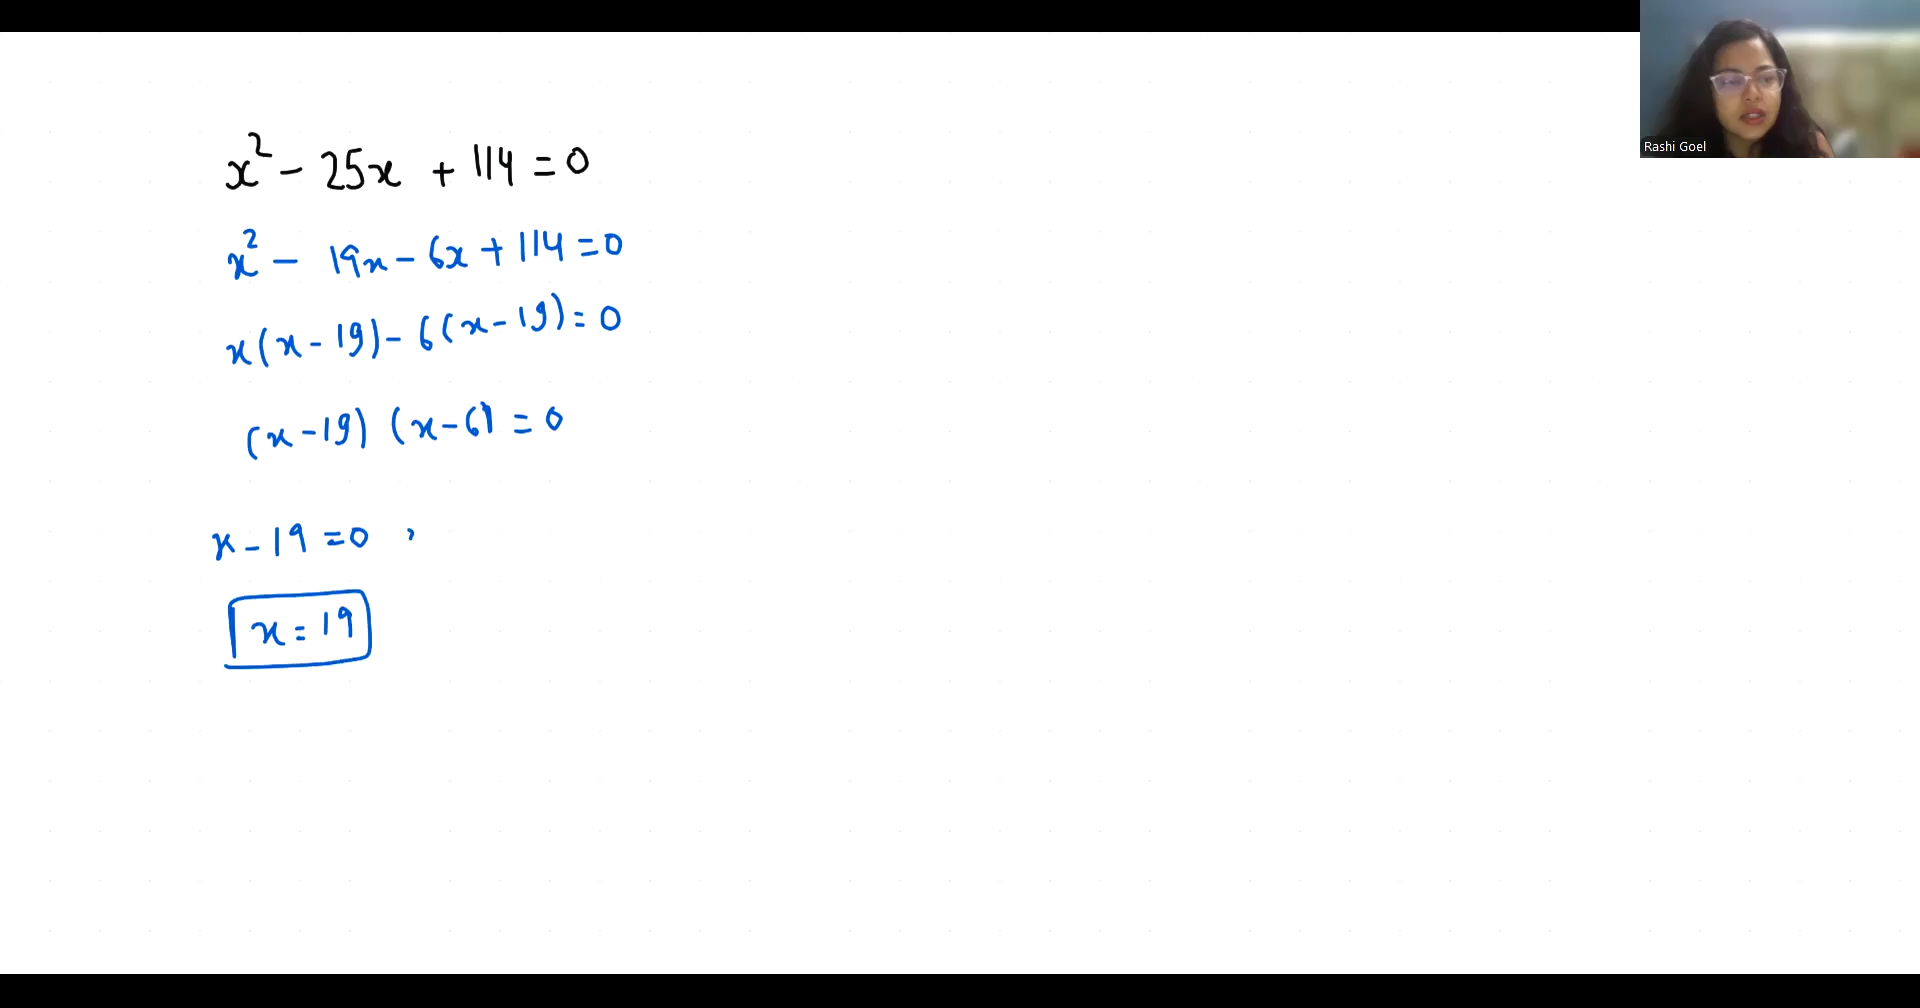 x² - 25x + 114 = 0
x² - 19x - 6x + 114 = 0
x(x - 19) - 6(x - 19) = 0
(x - 19) (x - 6) = 0
x - 19 = 0 ,
x = 19
Rashi Goel